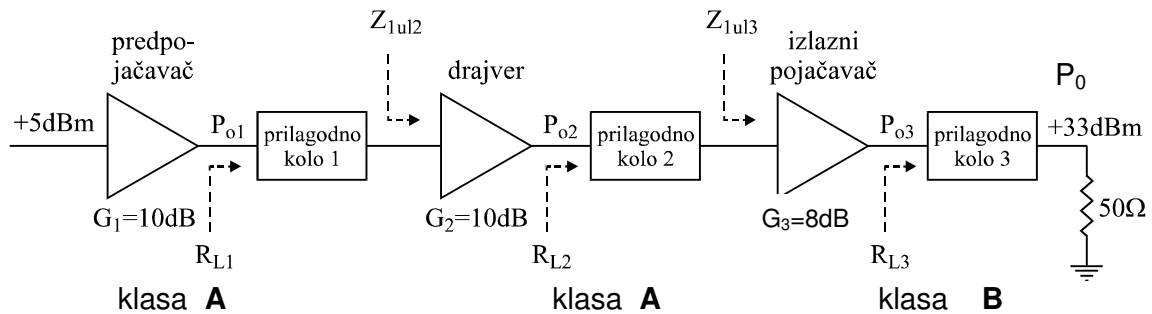 predpo-
jačavač
Z1ul2
drajver
Z1ul3
izlazni
pojačavač
P0
+5dBm
Po1
prilagodno
kolo 1
Po2
prilagodno
kolo 2
Po3
prilagodno
kolo 3
+33dBm
50Ω
G1=10dB
G2=10dB
G3=8dB
RL1
RL2
RL3
klasa A
klasa A
klasa B